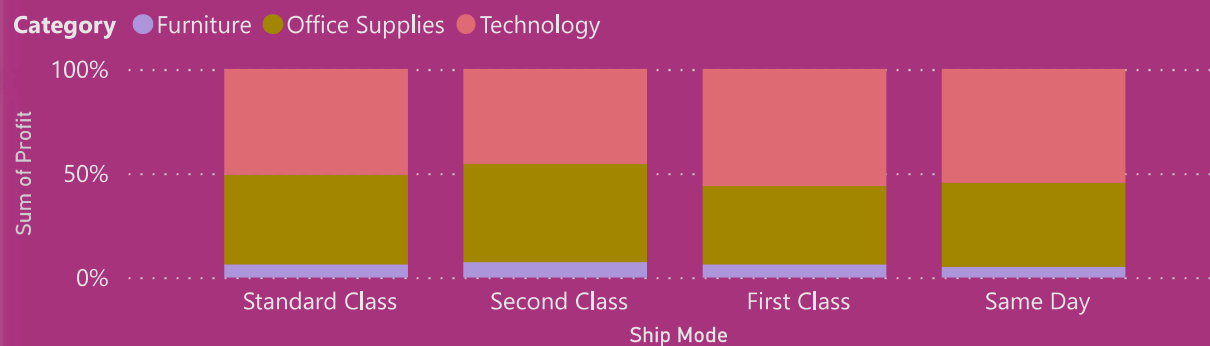 Category Furniture Office Supplies Technology
100%
50%
0%
Sum of Profit
Standard Class Second Class First Class Same Day
Ship Mode